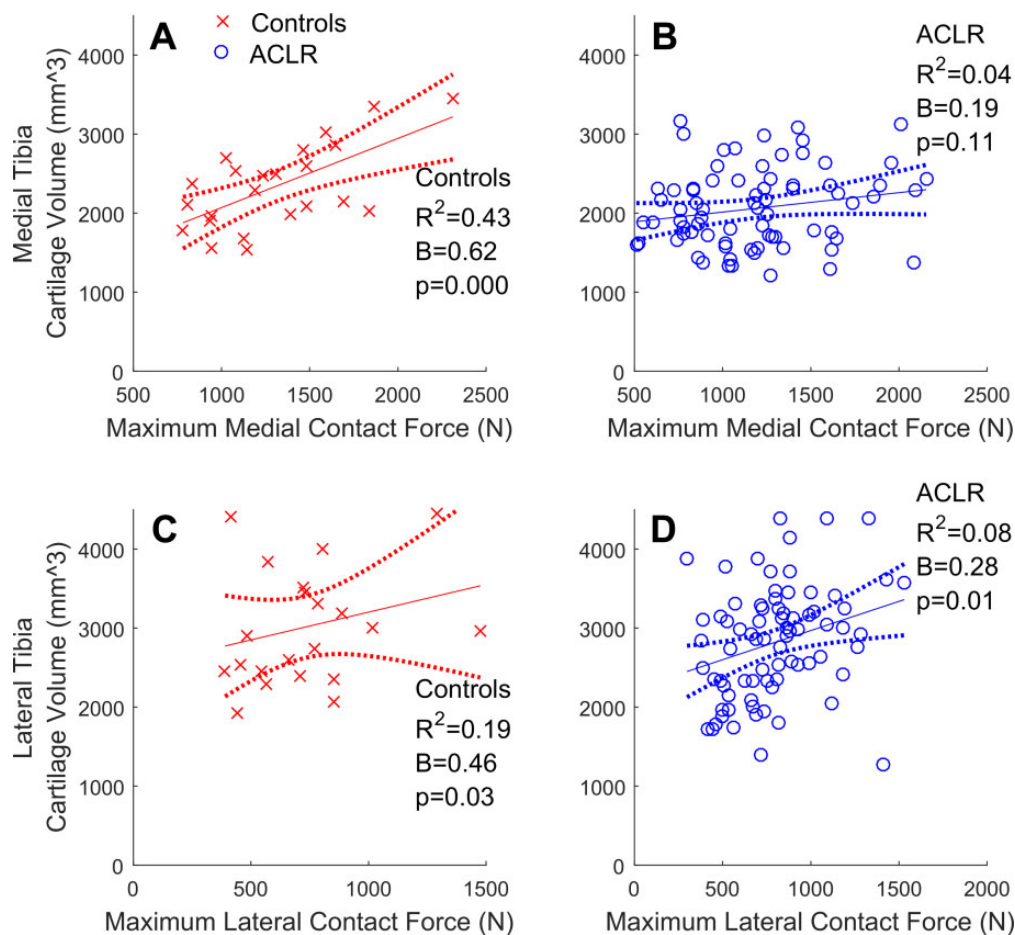 A
Controls
ACLR
Medial Tibia
Cartilage Volume (mm^3)
4000
3000
2000
1000
0
500 1000 1500 2000 2500
Maximum Medial Contact Force (N)
Controls
R²=0.43
B=0.62
p=0.000
B
ACLR
R²=0.04
B=0.19
p=0.11
4000
3000
2000
1000
0
500 1000 1500 2000 2500
Maximum Medial Contact Force (N)
C
Lateral Tibia
Cartilage Volume (mm^3)
4000
3000
2000
1000
0
0 500 1000 1500
Maximum Lateral Contact Force (N)
Controls
R²=0.19
B=0.46
p=0.03
D
ACLR
R²=0.08
B=0.28
p=0.01
4000
3000
2000
1000
0
0 500 1000 1500 2000
Maximum Lateral Contact Force (N)